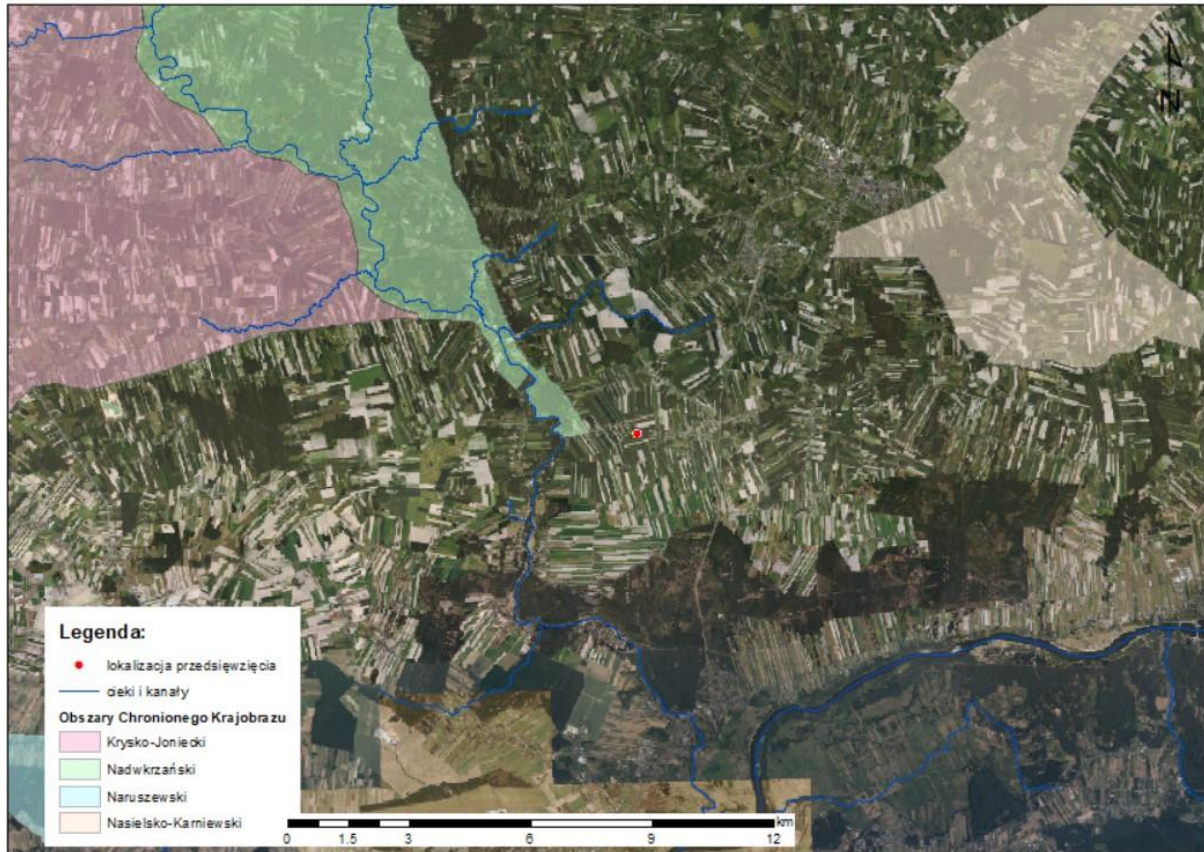 N
Legenda:
lokalizacja przedsięwzięcia
cieki i kanały
Obszary Chronionego Krajobrazu
Krysko-Joniecki
Nadwkrzański
Naruszewski
Nasielsko-Karniewski
km
0 1.5 3 6 9 12